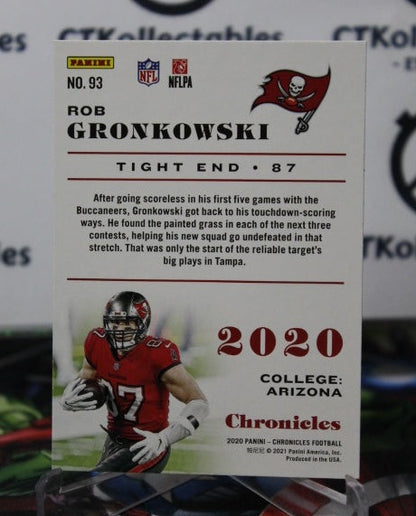 CTKollectables
PANINI
NFL
NFLPA
NO. 93
ROB
GRONKOWSKI
TIGHT END • 87
After going scoreless in his first five games with the
Buccaneers, Gronkowski got back to his touchdown-scoring
ways. He found the painted grass in each of the next three
contests, helping his new squad go undefeated in that
stretch. That was only the start of the reliable target's
big plays in Tampa.
2020
87
COLLEGE:
ARIZONA
Chronicles
2020 PANINI – CHRONICLES FOOTBALL
帕尼尼 © 2021 Panini America, Inc.
Produced in the USA.